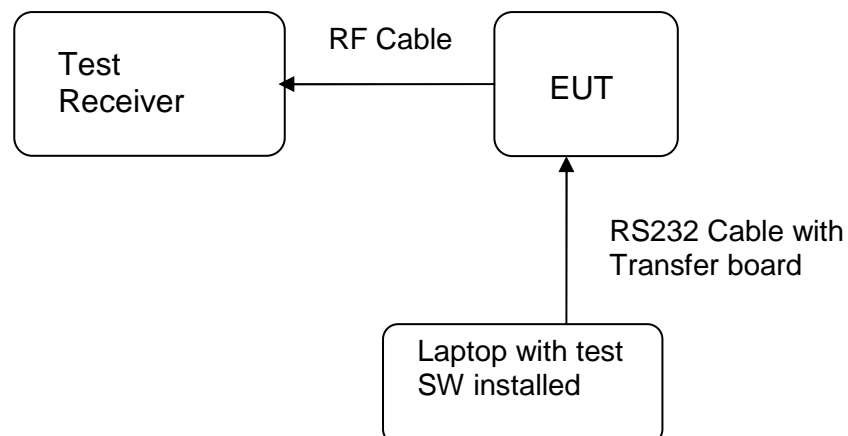 RF Cable
Test
Receiver
EUT
RS232 Cable with
Transfer board
Laptop with test
SW installed